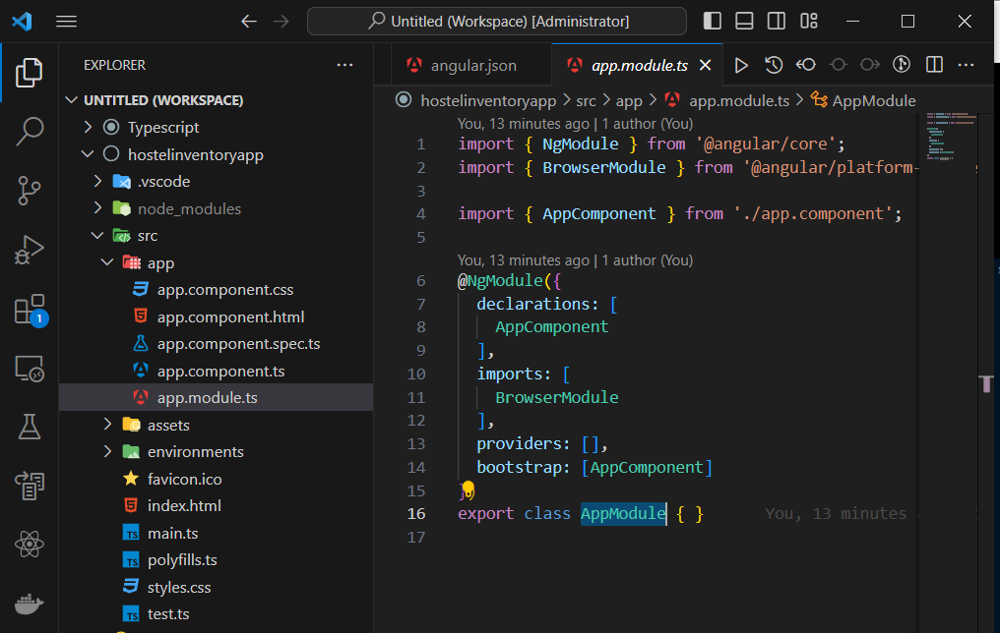 Untitled (Workspace) [Administrator]
EXPLORER
angular.json
app.module.ts
UNTITLED (WORKSPACE)
Typescript
hostelinventoryapp
.vscode
node_modules
src
app
app.component.css
app.component.html
app.component.spec.ts
app.component.ts
app.module.ts
assets
environments
favicon.ico
index.html
main.ts
polyfills.ts
styles.css
test.ts
1
hostelinventoryapp > src > app > app.module.ts > AppModule
You, 13 minutes ago | 1 author (You)
1 import { NgModule } from '@angular/core';
2 import { BrowserModule } from '@angular/platform-
3
4 import { AppComponent } from './app.component';
5
You, 13 minutes ago | 1 author (You)
6 @NgModule({
7 declarations: [
8 AppComponent
9 ],
10 imports: [
11 BrowserModule
12 ],
13 providers: [],
14 bootstrap: [AppComponent]
15 }
16 export class AppModule { } You, 13 minutes
17